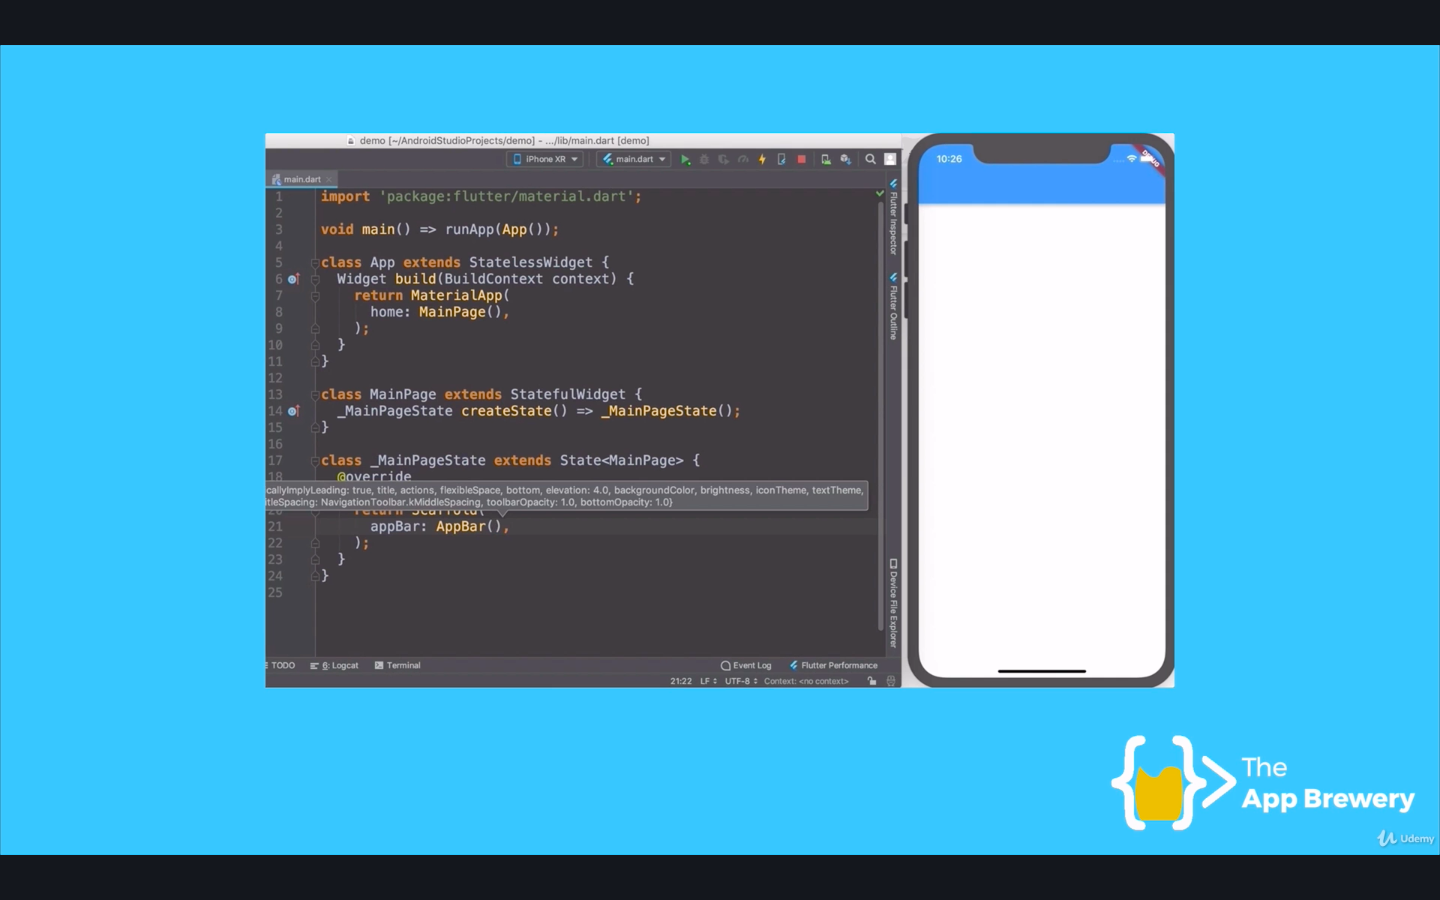 demo [~/AndroidStudioProjects/demo] - .../lib/main.dart [demo]
iPhone XR main.dart
main.dart
1 import 'package:flutter/material.dart';
2
3 void main() => runApp(App());
4
5 class App extends StatelessWidget {
6 Widget build(BuildContext context) {
7 return MaterialApp(
8 home: MainPage(),
9 );
10 }
11 }
12
13 class MainPage extends StatefulWidget {
14 _MainPageState createState() => _MainPageState();
15 }
16
17 class _MainPageState extends State<MainPage> {
18 @override
callyImplyLeading: true, title, actions, flexibleSpace, bottom, elevation: 4.0, backgroundColor, brightness, iconTheme, textTheme,
itleSpacing: NavigationToolbar.kMiddleSpacing, toolbarOpacity: 1.0, bottomOpacity: 1.0}
20 return Scaffold(
21 appBar: AppBar(),
22 );
23 }
24 }
25
Flutter Inspector
Flutter Outline
Device File Explorer
TODO 6: Logcat Terminal Event Log Flutter Performance
21:22 LF UTF-8 Context: <no context>
10:26
DEBUG
The
App Brewery
Udemy